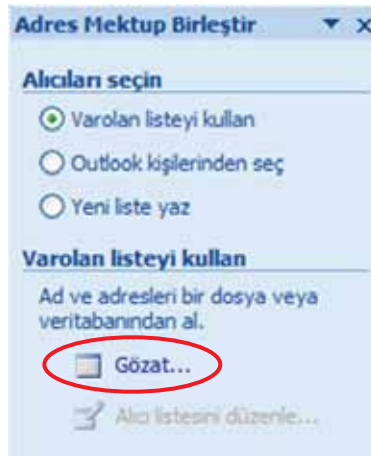 Adres Mektup Birleştir
Alıcıları seçin
Varolan listeyi kullan
Outlook kişilerinden seç
Yeni liste yaz
Varolan listeyi kullan
Ad ve adresleri bir dosya veya
veritabanından al.
Gözat...
Alıcı listesini düzenle...